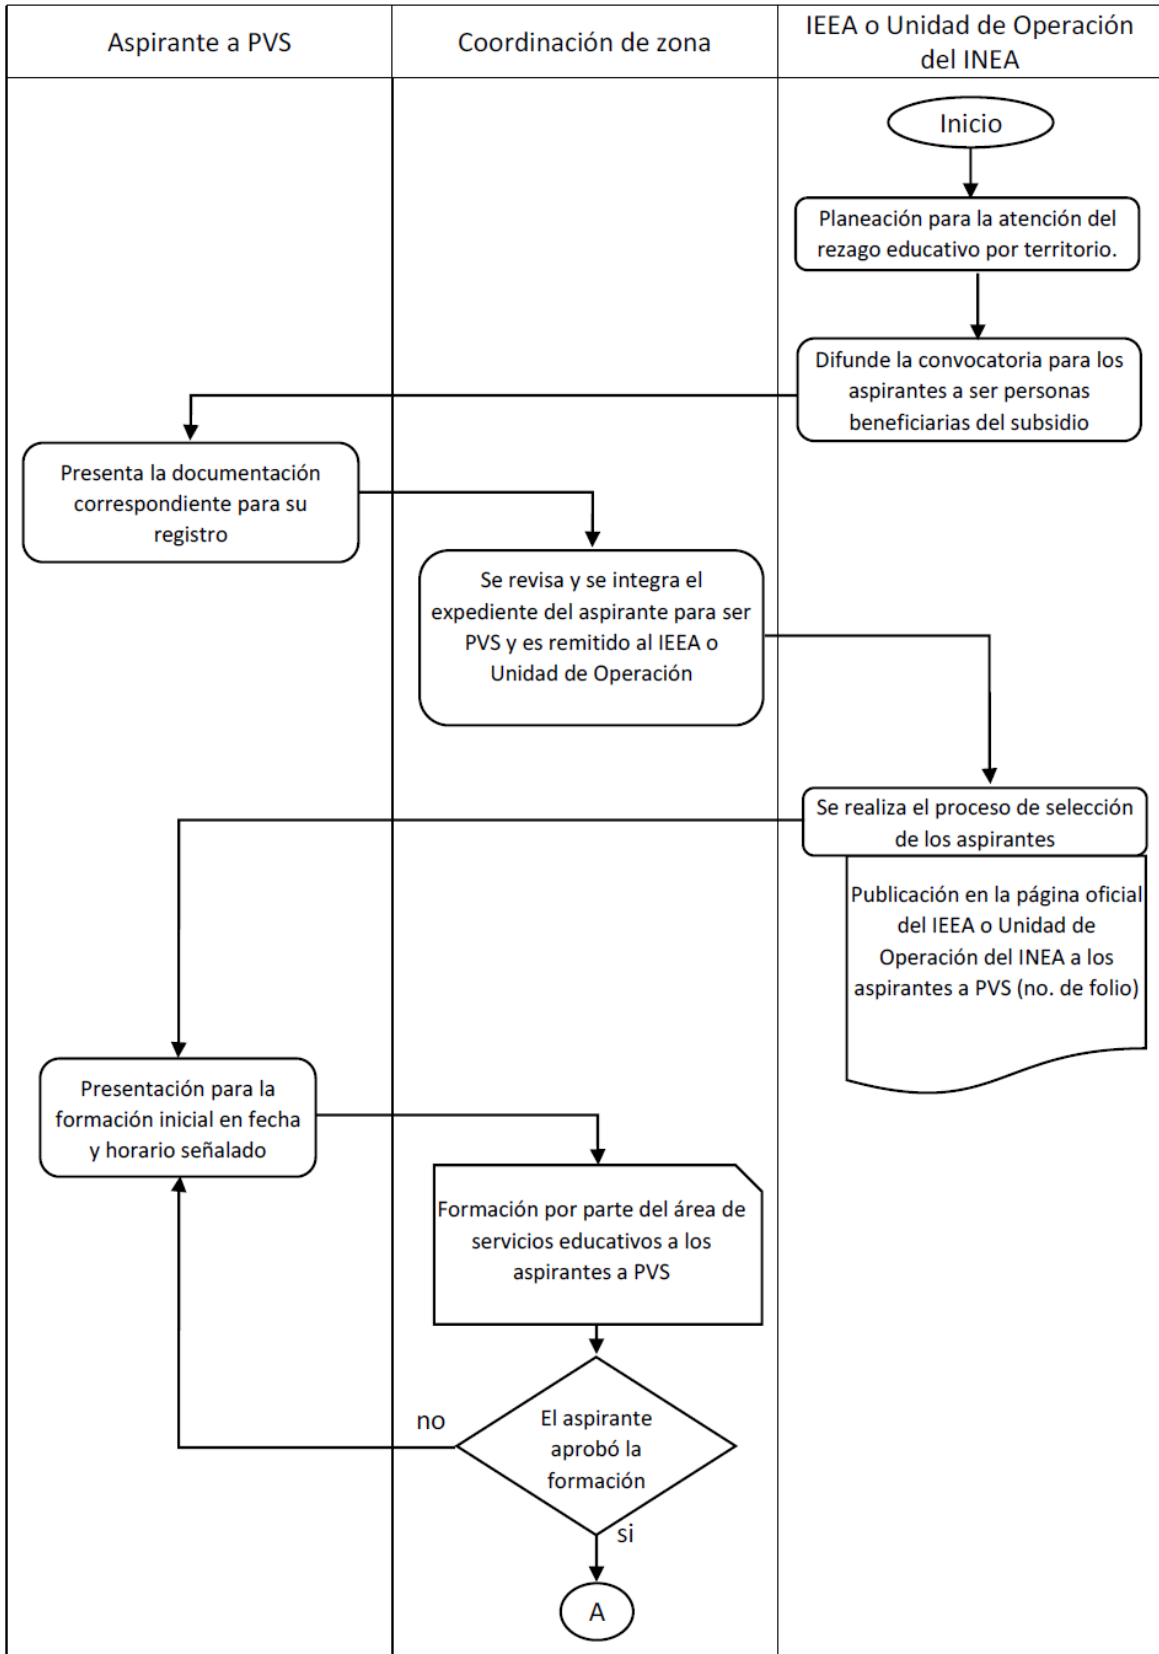 Aspirante a PVS
Coordinación de zona
IEEA o Unidad de Operación
del INEA
Inicio
Planeación para la atención del
rezago educativo por territorio.
Difunde la convocatoria para los
aspirantes a ser personas
beneficiarias del subsidio
Presenta la documentación
correspondiente para su
registro
Se revisa y se integra el
expediente del aspirante para ser
PVS y es remitido al IEEA o
Unidad de Operación
Se realiza el proceso de selección
de los aspirantes
Publicación en la página oficial
del IEEA o Unidad de
Operación del INEA a los
aspirantes a PVS (no. de folio)
Presentación para la
formación inicial en fecha
y horario señalado
Formación por parte del área de
servicios educativos a los
aspirantes a PVS
no
El aspirante
aprobó la
formación
si
A